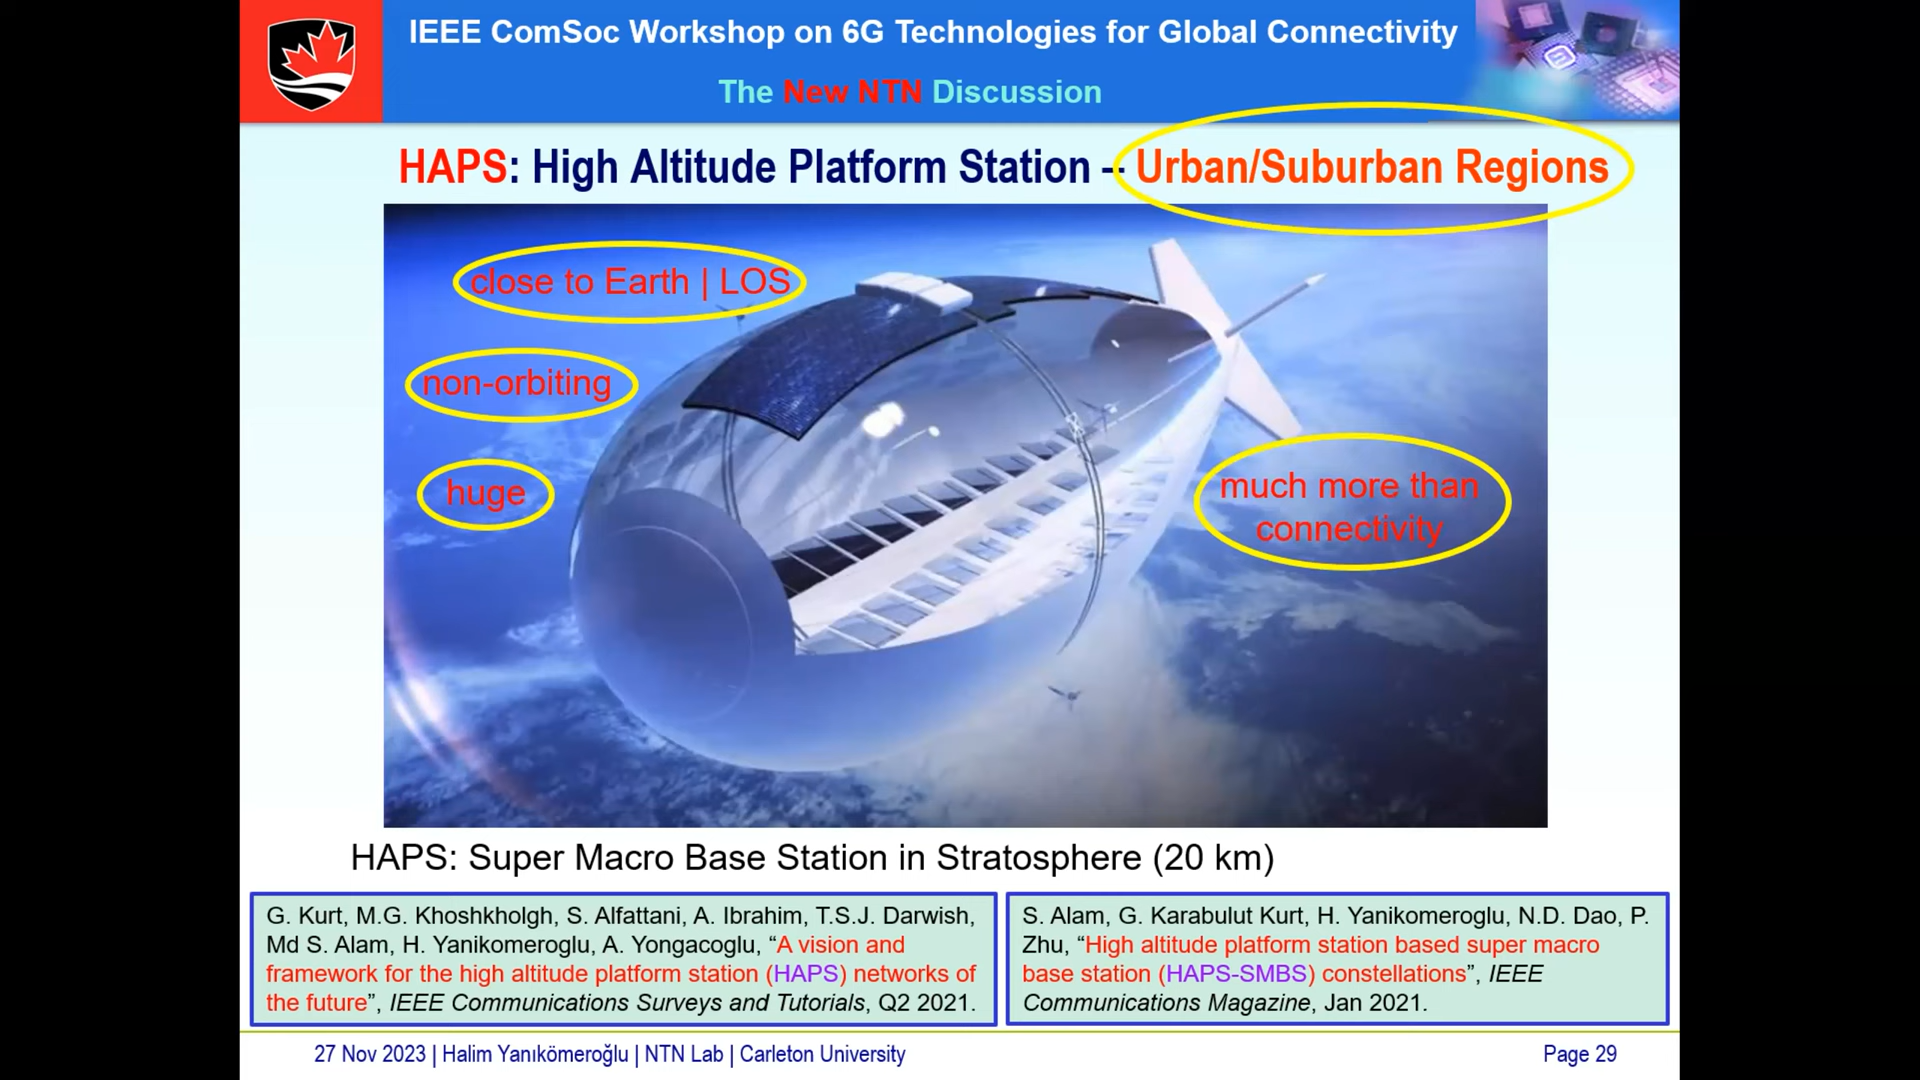 IEEE ComSoc Workshop on 6G Technologies for Global Connectivity
The New NTN Discussion
HAPS: High Altitude Platform Station – Urban/Suburban Regions
close to Earth | LOS
non-orbiting
huge
much more than
connectivity
HAPS: Super Macro Base Station in Stratosphere (20 km)
G. Kurt, M.G. Khoshkholgh, S. Alfattani, A. Ibrahim, T.S.J. Darwish,
Md S. Alam, H. Yanikomeroglu, A. Yongacoglu, “A vision and
framework for the high altitude platform station (HAPS) networks of
the future”, IEEE Communications Surveys and Tutorials, Q2 2021.
S. Alam, G. Karabulut Kurt, H. Yanikomeroglu, N.D. Dao, P.
Zhu, “High altitude platform station based super macro
base station (HAPS-SMBS) constellations”, IEEE
Communications Magazine, Jan 2021.
27 Nov 2023 | Halim Yanıkömeroğlu | NTN Lab | Carleton University
Page 29